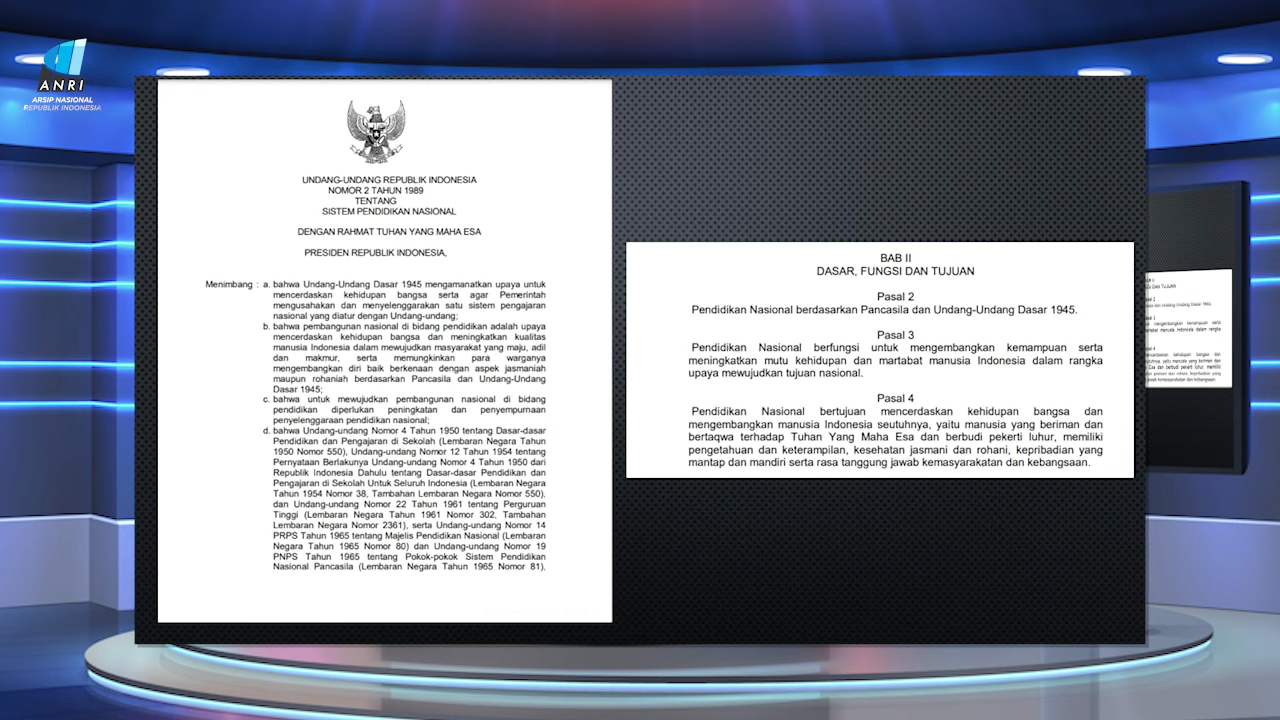 ANRI
ARSIP NASIONAL
REPUBLIK INDONESIA
UNDANG-UNDANG REPUBLIK INDONESIA
NOMOR 2 TAHUN 1989
TENTANG
SISTEM PENDIDIKAN NASIONAL
DENGAN RAHMAT TUHAN YANG MAHA ESA
PRESIDEN REPUBLIK INDONESIA,
Menimbang : a. bahwa Undang-Undang Dasar 1945 mengamanatkan upaya untuk
mencerdaskan kehidupan bangsa serta agar Pemerintah
mengusahakan dan menyelenggarakan satu sistem pengajaran
nasional yang diatur dengan Undang-undang;
b. bahwa pembangunan nasional di bidang pendidikan adalah upaya
mencerdaskan kehidupan bangsa dan meningkatkan kualitas
manusia Indonesia dalam mewujudkan masyarakat yang maju, adil
dan makmur, serta memungkinkan para warganya
mengembangkan diri baik berkenaan dengan aspek jasmaniah
maupun rohaniah berdasarkan Pancasila dan Undang-Undang
Dasar 1945;
c. bahwa untuk mewujudkan pembangunan nasional di bidang
pendidikan diperlukan peningkatan dan penyempurnaan
penyelenggaraan pendidikan nasional;
d. bahwa Undang-undang Nomor 4 Tahun 1950 tentang Dasar-dasar
Pendidikan dan Pengajaran di Sekolah (Lembaran Negara Tahun
1950 Nomor 550), Undang-undang Nomor 12 Tahun 1954 tentang
Pernyataan Berlakunya Undang-undang Nomor 4 Tahun 1950 dari
Republik Indonesia Dahulu tentang Dasar-dasar Pendidikan dan
Pengajaran di Sekolah Untuk Seluruh Indonesia (Lembaran Negara
Tahun 1954 Nomor 38, Tambahan Lembaran Negara Nomor 550),
dan Undang-undang Nomor 22 Tahun 1961 tentang Perguruan
Tinggi (Lembaran Negara Tahun 1961 Nomor 302, Tambahan
Lembaran Negara Nomor 2361), serta Undang-undang Nomor 14
PRPS Tahun 1965 tentang Majelis Pendidikan Nasional (Lembaran
Negara Tahun 1965 Nomor 80) dan Undang-undang Nomor 19
PNPS Tahun 1965 tentang Pokok-pokok Sistem Pendidikan
Nasional Pancasila (Lembaran Negara Tahun 1965 Nomor 81),
BAB II
DASAR, FUNGSI DAN TUJUAN
Pasal 2
Pendidikan Nasional berdasarkan Pancasila dan Undang-Undang Dasar 1945.
Pasal 3
Pendidikan Nasional berfungsi untuk mengembangkan kemampuan serta
meningkatkan mutu kehidupan dan martabat manusia Indonesia dalam rangka
upaya mewujudkan tujuan nasional.
Pasal 4
Pendidikan Nasional bertujuan mencerdaskan kehidupan bangsa dan
mengembangkan manusia Indonesia seutuhnya, yaitu manusia yang beriman dan
bertaqwa terhadap Tuhan Yang Maha Esa dan berbudi pekerti luhur, memiliki
pengetahuan dan keterampilan, kesehatan jasmani dan rohani, kepribadian yang
mantap dan mandiri serta rasa tanggung jawab kemasyarakatan dan kebangsaan.